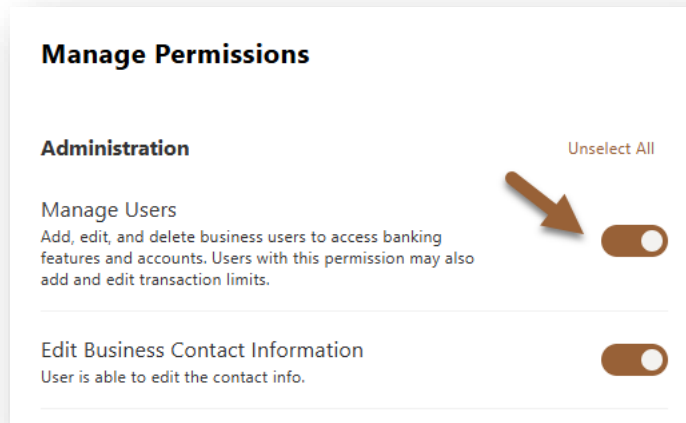 Manage Permissions
Administration
Unselect All
Manage Users
Add, edit, and delete business users to access banking
features and accounts. Users with this permission may also
add and edit transaction limits.
Edit Business Contact Information
User is able to edit the contact info.